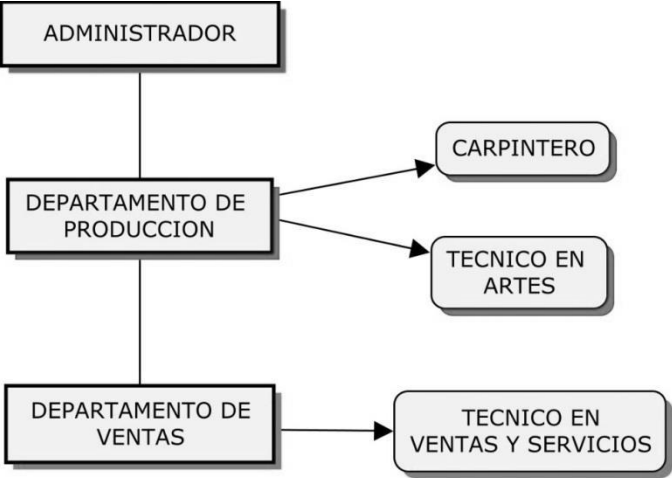 ADMINISTRADOR
CARPINTERO
DEPARTAMENTO DE
PRODUCCION
TECNICO EN
ARTES
DEPARTAMENTO DE
VENTAS
TECNICO EN
VENTAS Y SERVICIOS